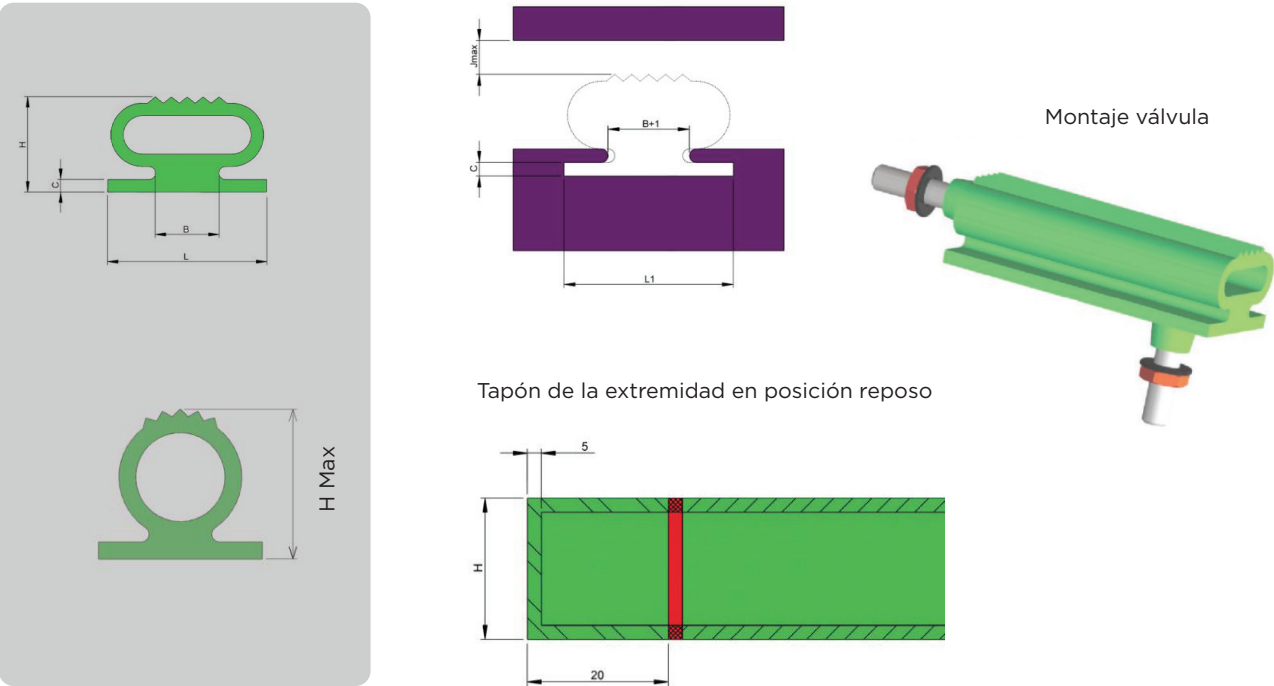 H
C
B
L
H Max
Jmax
B+1
C
L1
Montaje válvula
Tapón de la extremidad en posición reposo
5
H
20